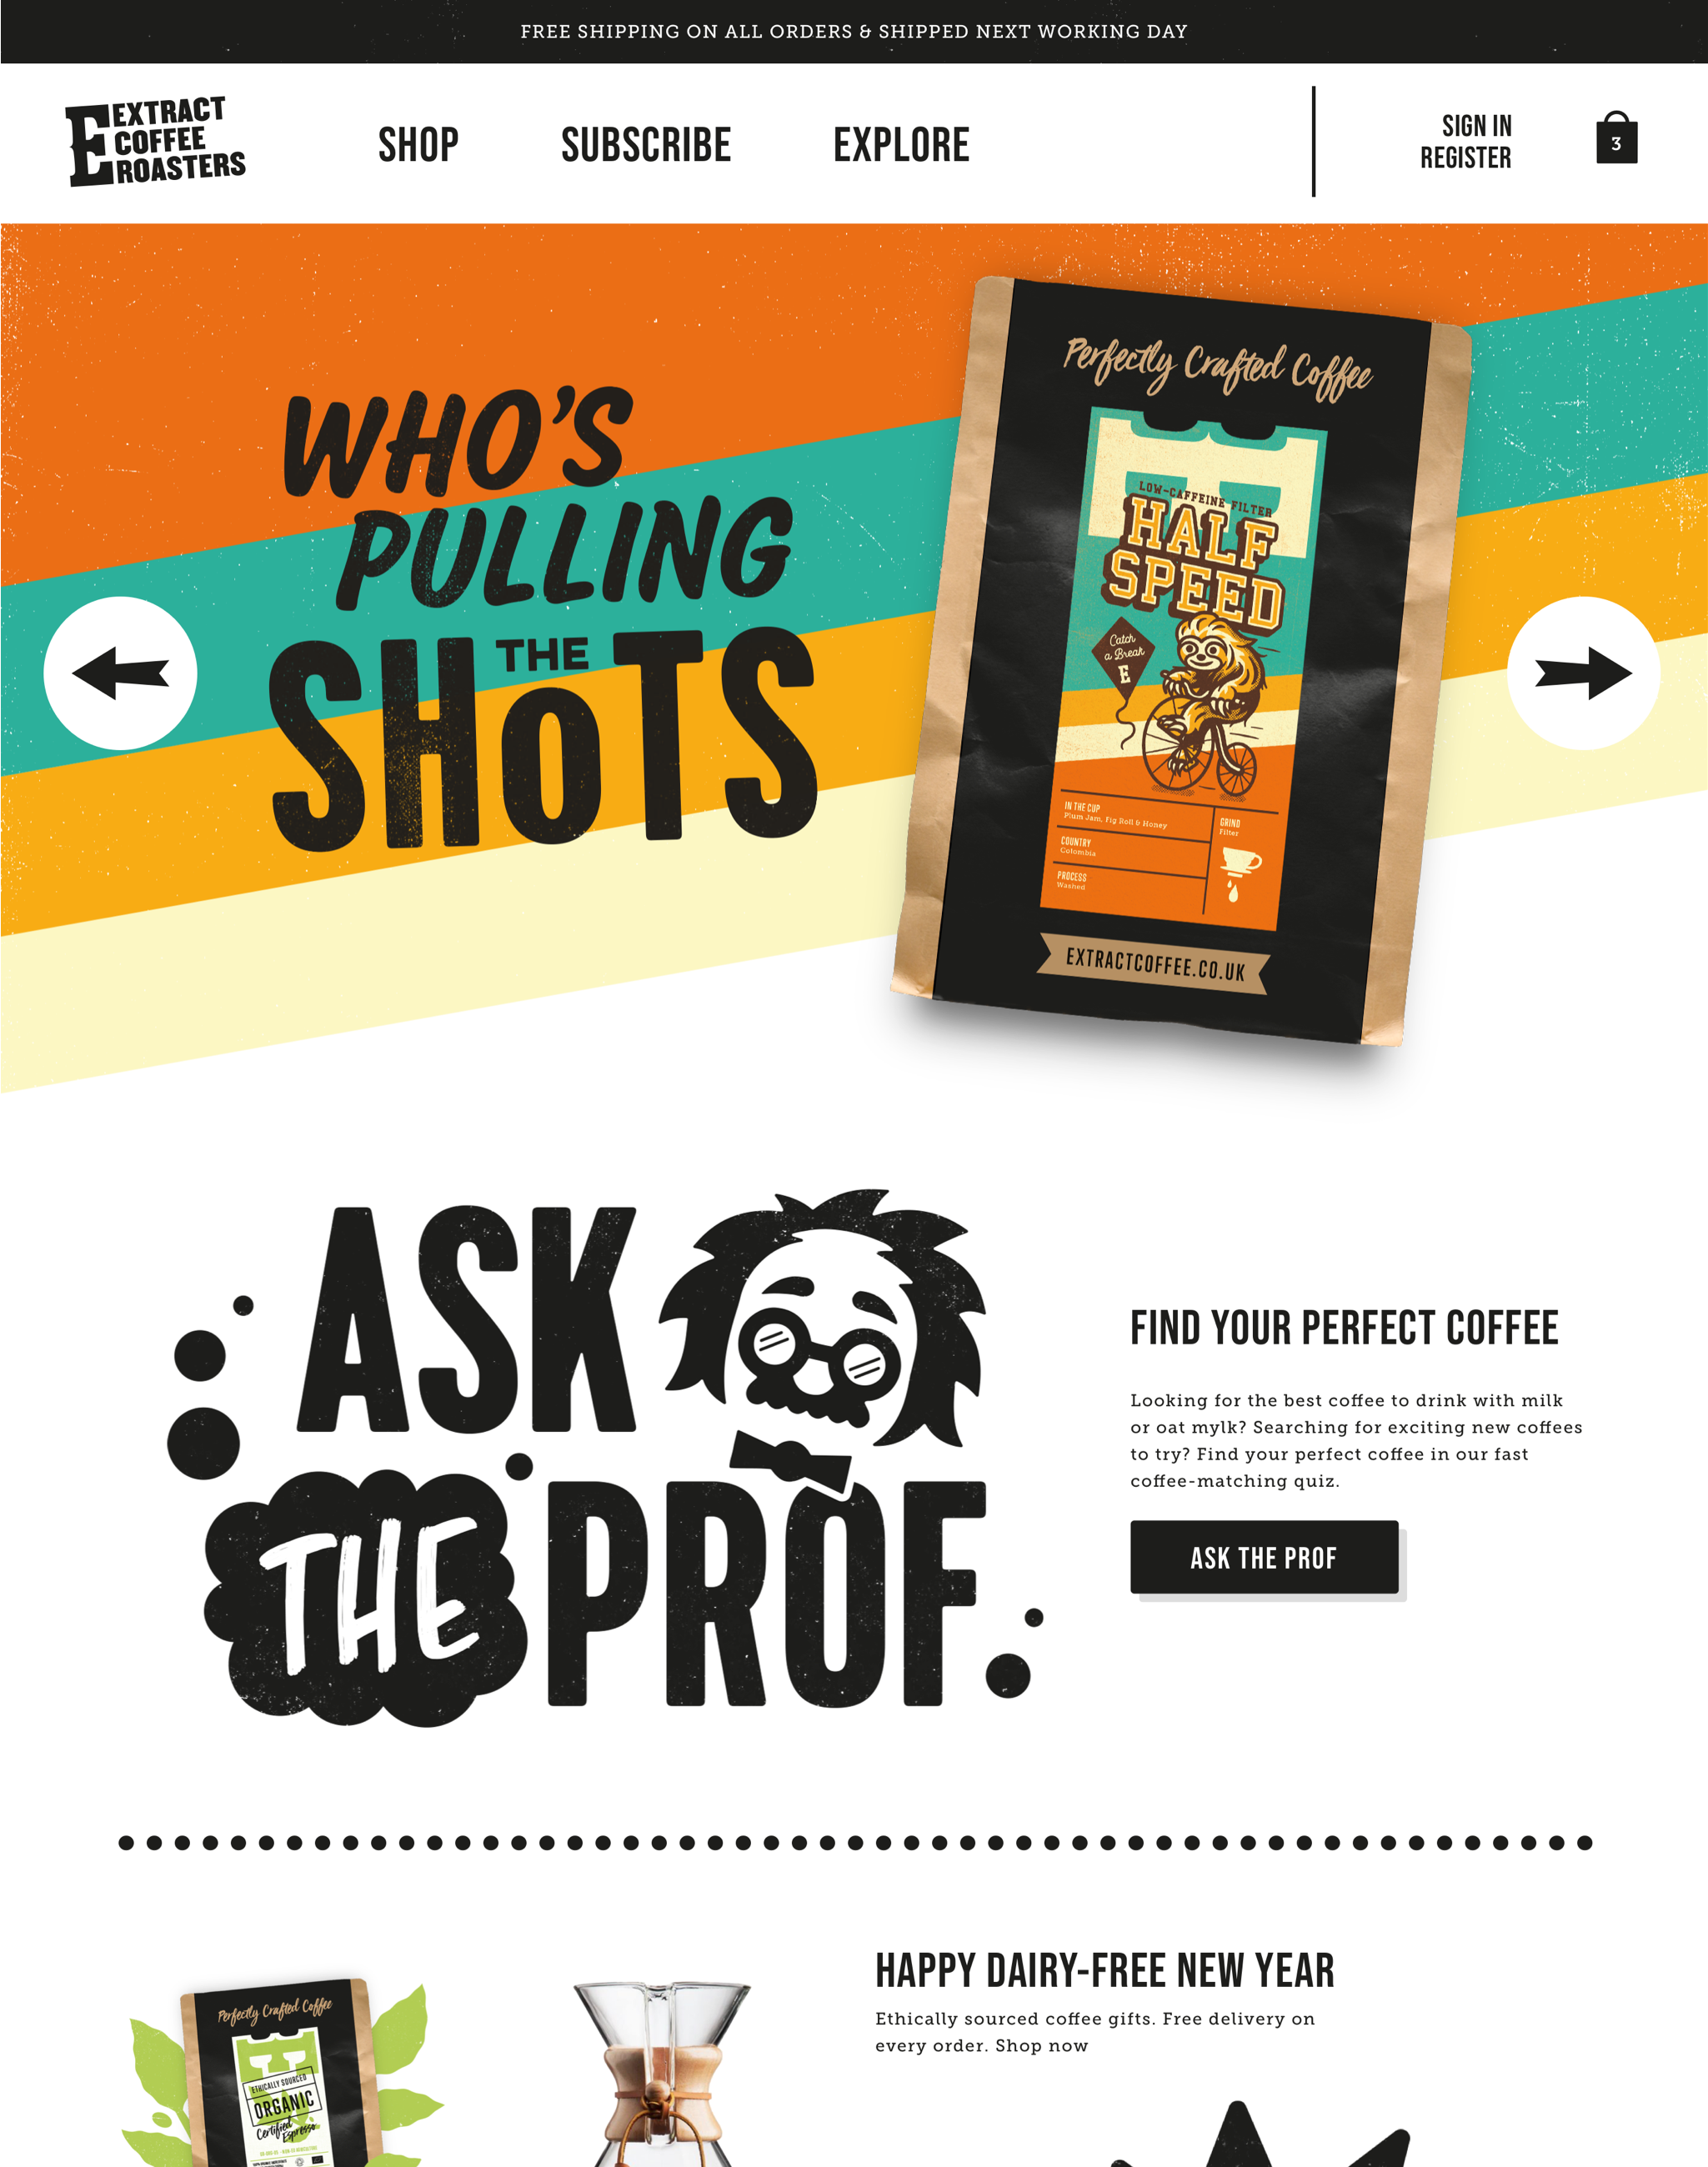 FREE SHIPPING ON ALL ORDERS & SHIPPED NEXT WORKING DAY
E EXTRACT
COFFEE
ROASTERS
SHOP
SUBSCRIBE
EXPLORE
SIGN IN
REGISTER
3
WHO'S
PULLING
THE
SHOTS
Perfectly Crafted Coffee
LOW-CAFFEINE FILTER
HALF
SPEED
Catch
a Break
E
IN THE CUP
Plum Jam, Fig Roll & Honey
GRIND
Filter
COUNTRY
Colombia
PROCESS
Washed
EXTRACTCOFFEE.CO.UK
ASK
THE PROF
FIND YOUR PERFECT COFFEE
Looking for the best coffee to drink with milk
or oat mylk? Searching for exciting new coffees
to try? Find your perfect coffee in our fast
coffee-matching quiz.
ASK THE PROF
HAPPY DAIRY-FREE NEW YEAR
Ethically sourced coffee gifts. Free delivery on
every order. Shop now
Perfectly Crafted Coffee
ETHICALLY SOURCED
ORGANIC
Certified
Espresso